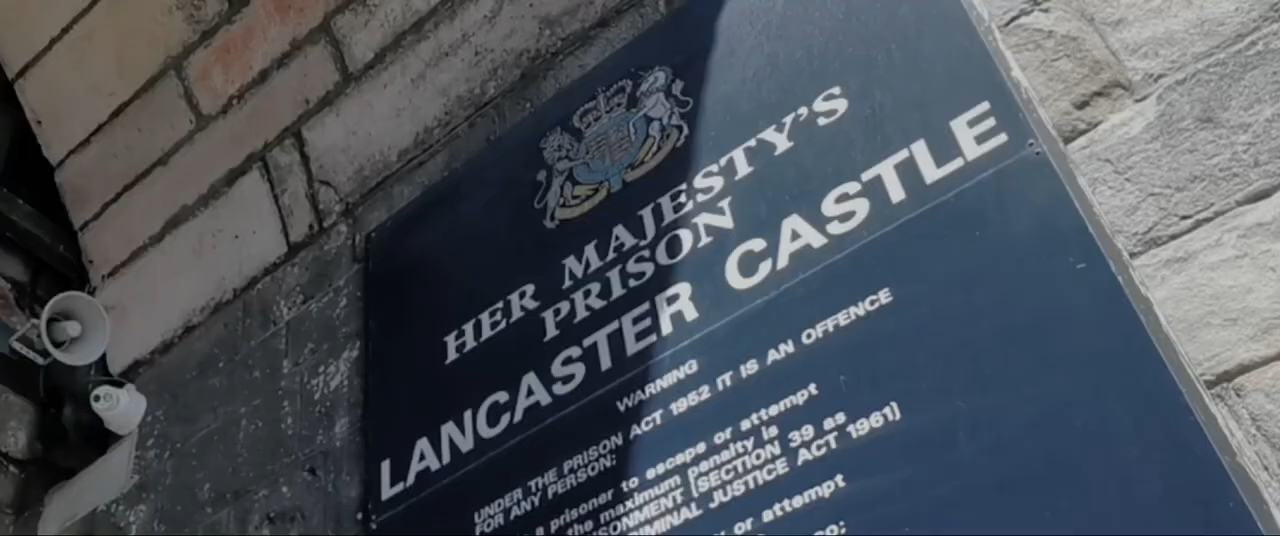 HER MAJESTY'S
PRISON
LANCASTER CASTLE
WARNING
UNDER THE PRISON ACT 1952 IT IS AN OFFENCE
FOR ANY PERSON:
a prisoner to escape or attempt
the maximum penalty is
[SECTION 39 as
JUSTICE ACT 1961]
or attempt